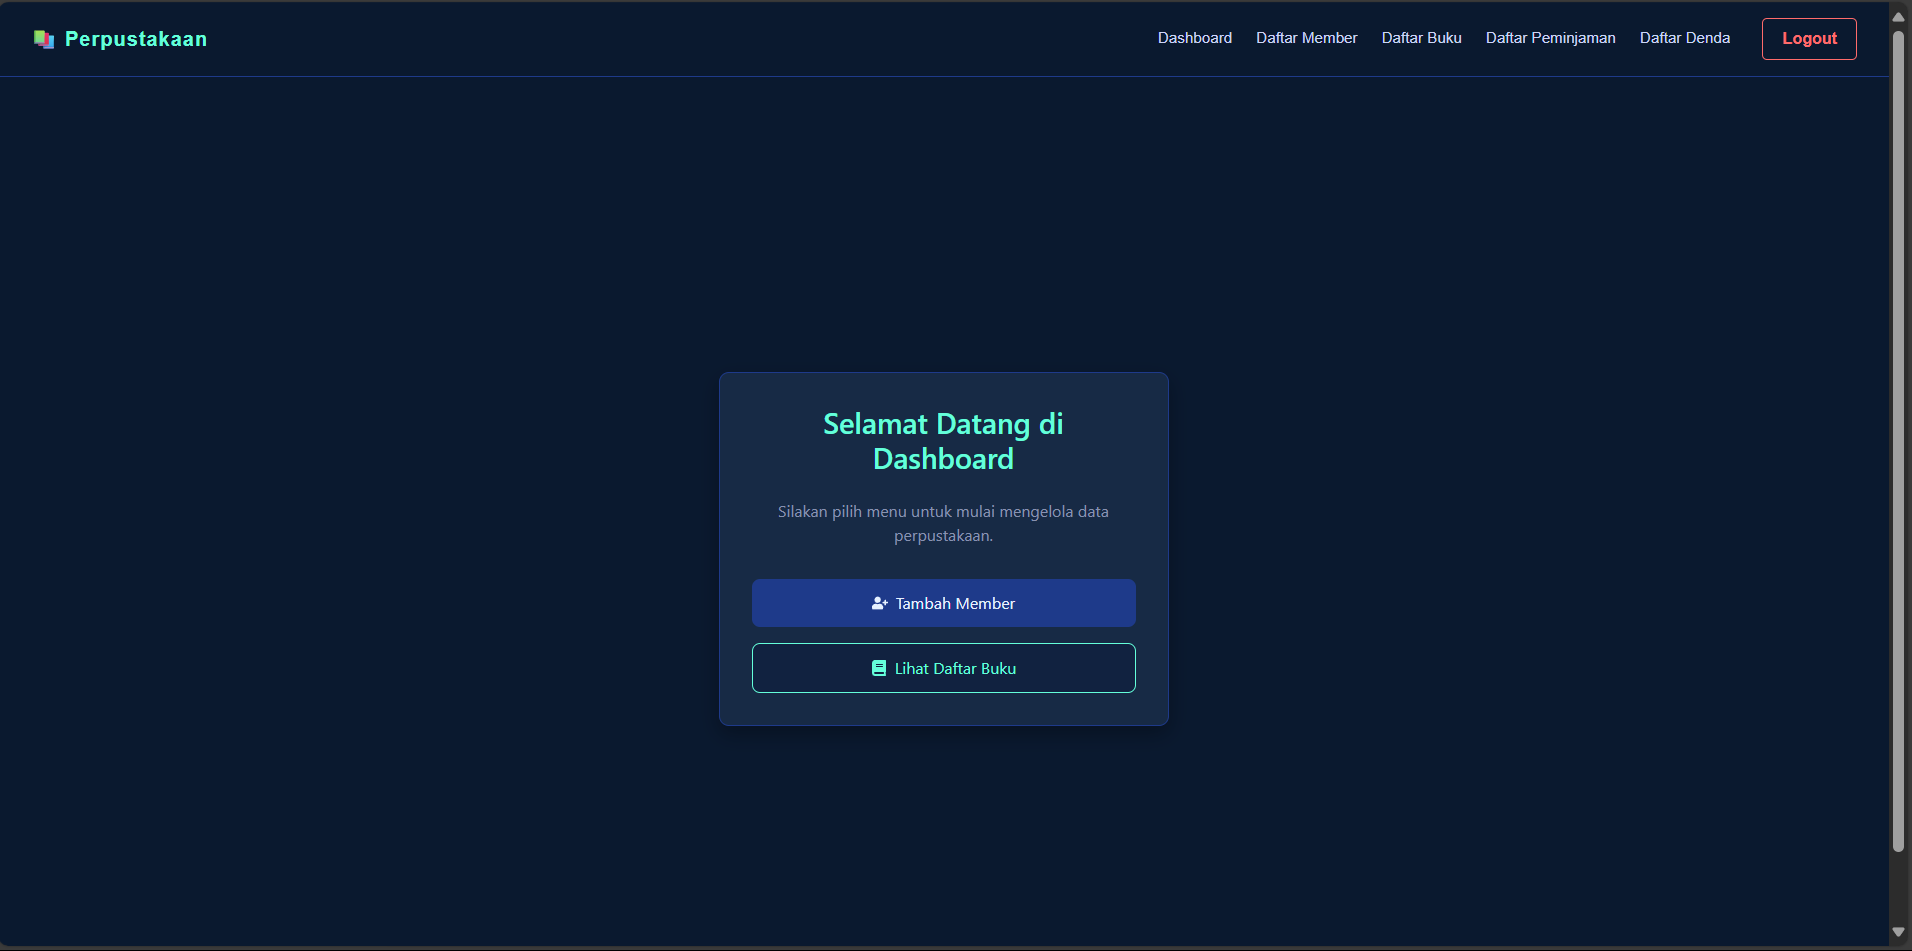 Perpustakaan
Dashboard Daftar Member Daftar Buku Daftar Peminjaman Daftar Denda Logout
Selamat Datang di
Dashboard
Silakan pilih menu untuk mulai mengelola data
perpustakaan.
Tambah Member
Lihat Daftar Buku